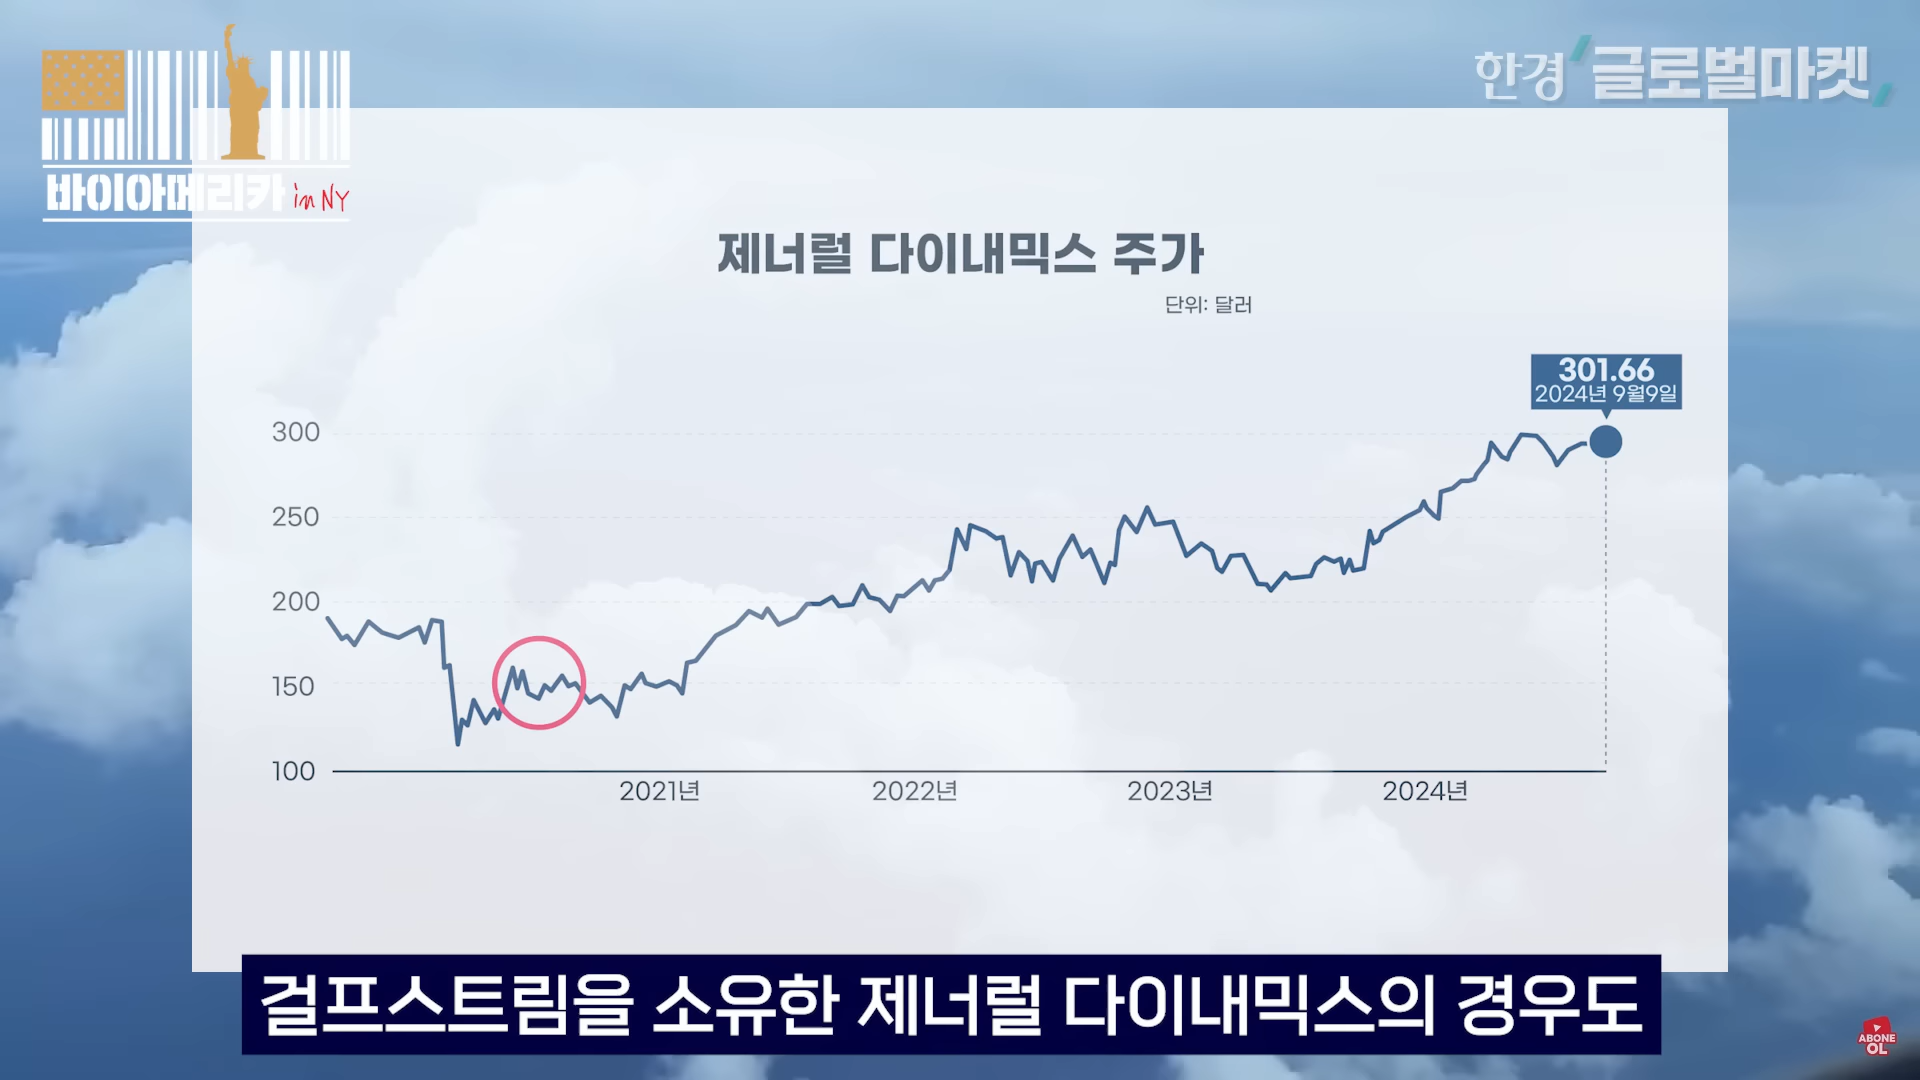 바이아메리카 in NY
한경 글로벌마켓
제너럴 다이내믹스 주가
단위: 달러
301.66
2024년 9월9일
300
250
200
150
100
2021년 2022년 2023년 2024년
걸프스트림을 소유한 제너럴 다이내믹스의 경우도
ABONE
OL